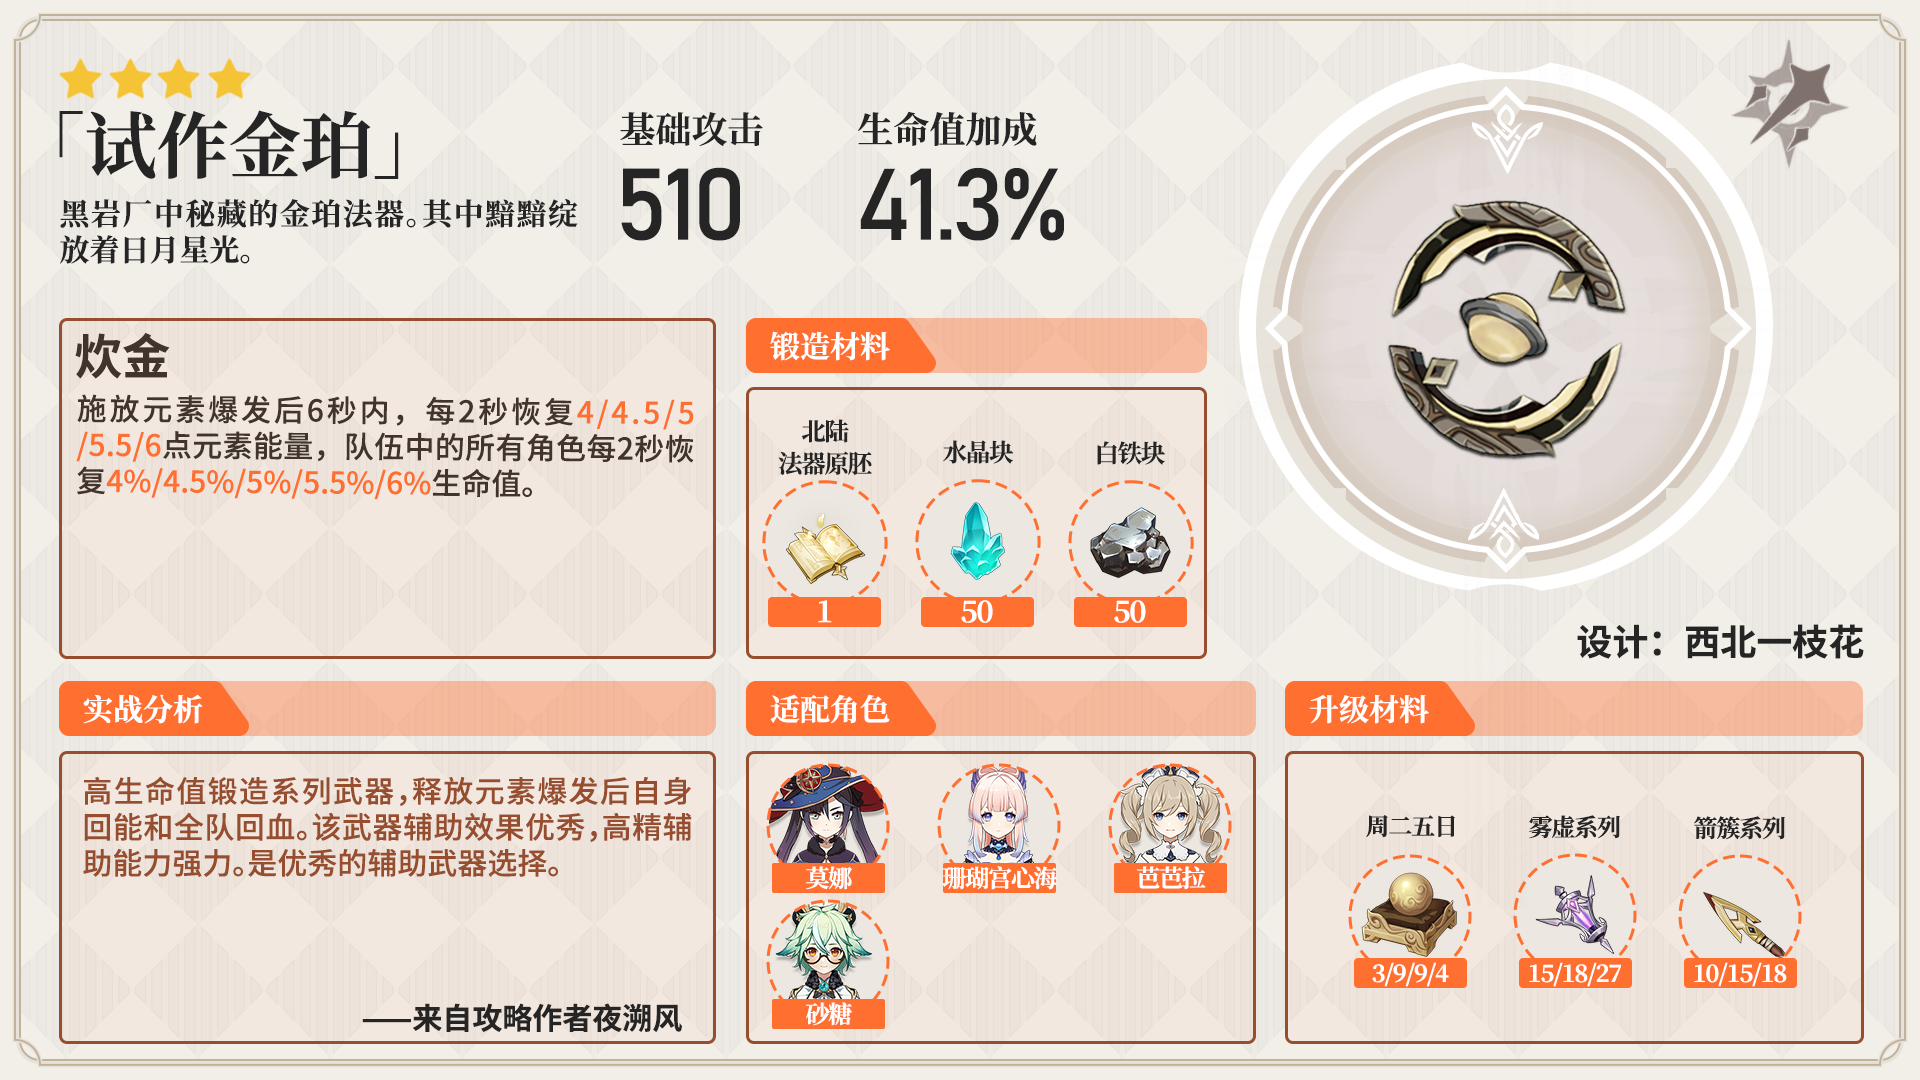 「试作金珀」
黑岩厂中秘藏的金珀法器。其中黯黯绽
放着日月星光。
基础攻击
510
生命值加成
41.3%
炊金
施放元素爆发后6秒内，每2秒恢复4/4.5/5
/5.5/6点元素能量，队伍中的所有角色每2秒恢
复4%/4.5%/5%/5.5%/6%生命值。
锻造材料
北陆
法器原胚
1
水晶块
50
白铁块
50
设计：西北一枝花
实战分析
高生命值锻造系列武器，释放元素爆发后自身
回能和全队回血。该武器辅助效果优秀，高精辅
助能力强力。是优秀的辅助武器选择。
——来自攻略作者夜溯风
适配角色
莫娜
珊瑚宫心海
芭芭拉
砂糖
升级材料
周二五日
3/9/9/4
雾虚系列
15/18/27
箭簇系列
10/15/18